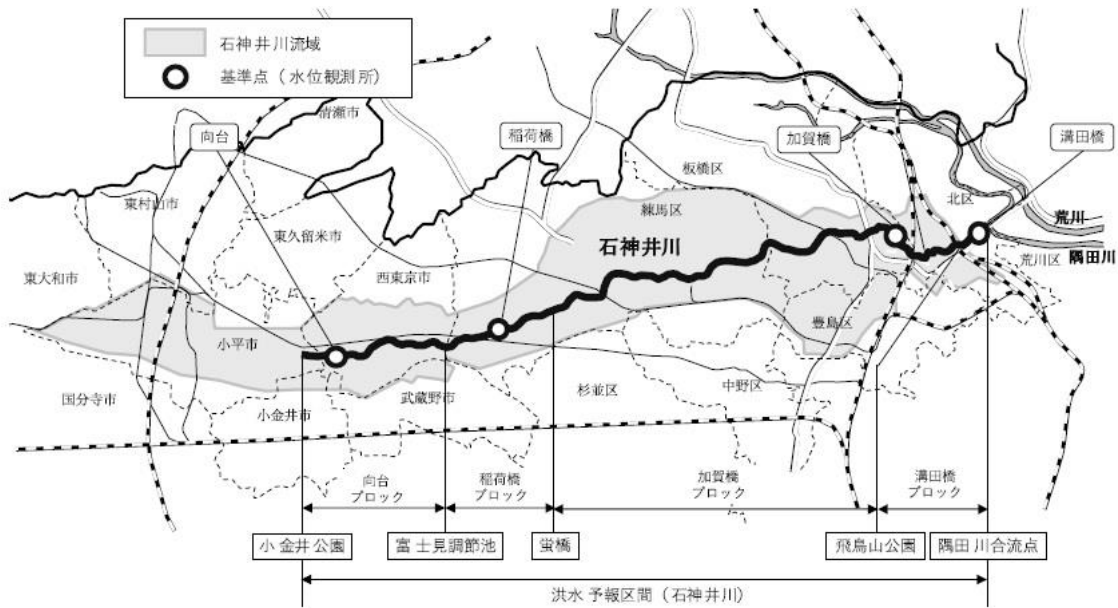 石神井川流域
基準点（水位観測所）
清瀬市
向台
稲荷橋
加賀橋
溝田橋
板橋区
北区
東村山市
練馬区
荒川
東久留米市
石神井川
荒川区
隅田川
東大和市
西東京市
小平市
豊島区
国分寺市
小金井市
武蔵野市
杉並区
中野区
向台
ブロック
稲荷橋
ブロック
加賀橋
ブロック
溝田橋
ブロック
小金井公園
富士見調節池
蛍橋
飛鳥山公園
隅田川合流点
洪水予報区間（石神井川）